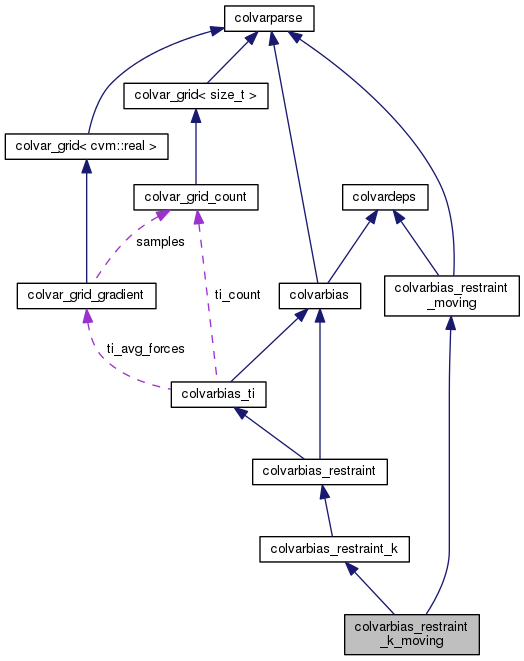 colvarparse
colvar_grid< size_t >
colvar_grid< cvm::real >
colvar_grid_count
colvardeps
samples
colvar_grid_gradient
ti_count
colvarbias
colvarbias_restraint
_moving
ti_avg_forces
colvarbias_ti
colvarbias_restraint
colvarbias_restraint_k
colvarbias_restraint
_k_moving